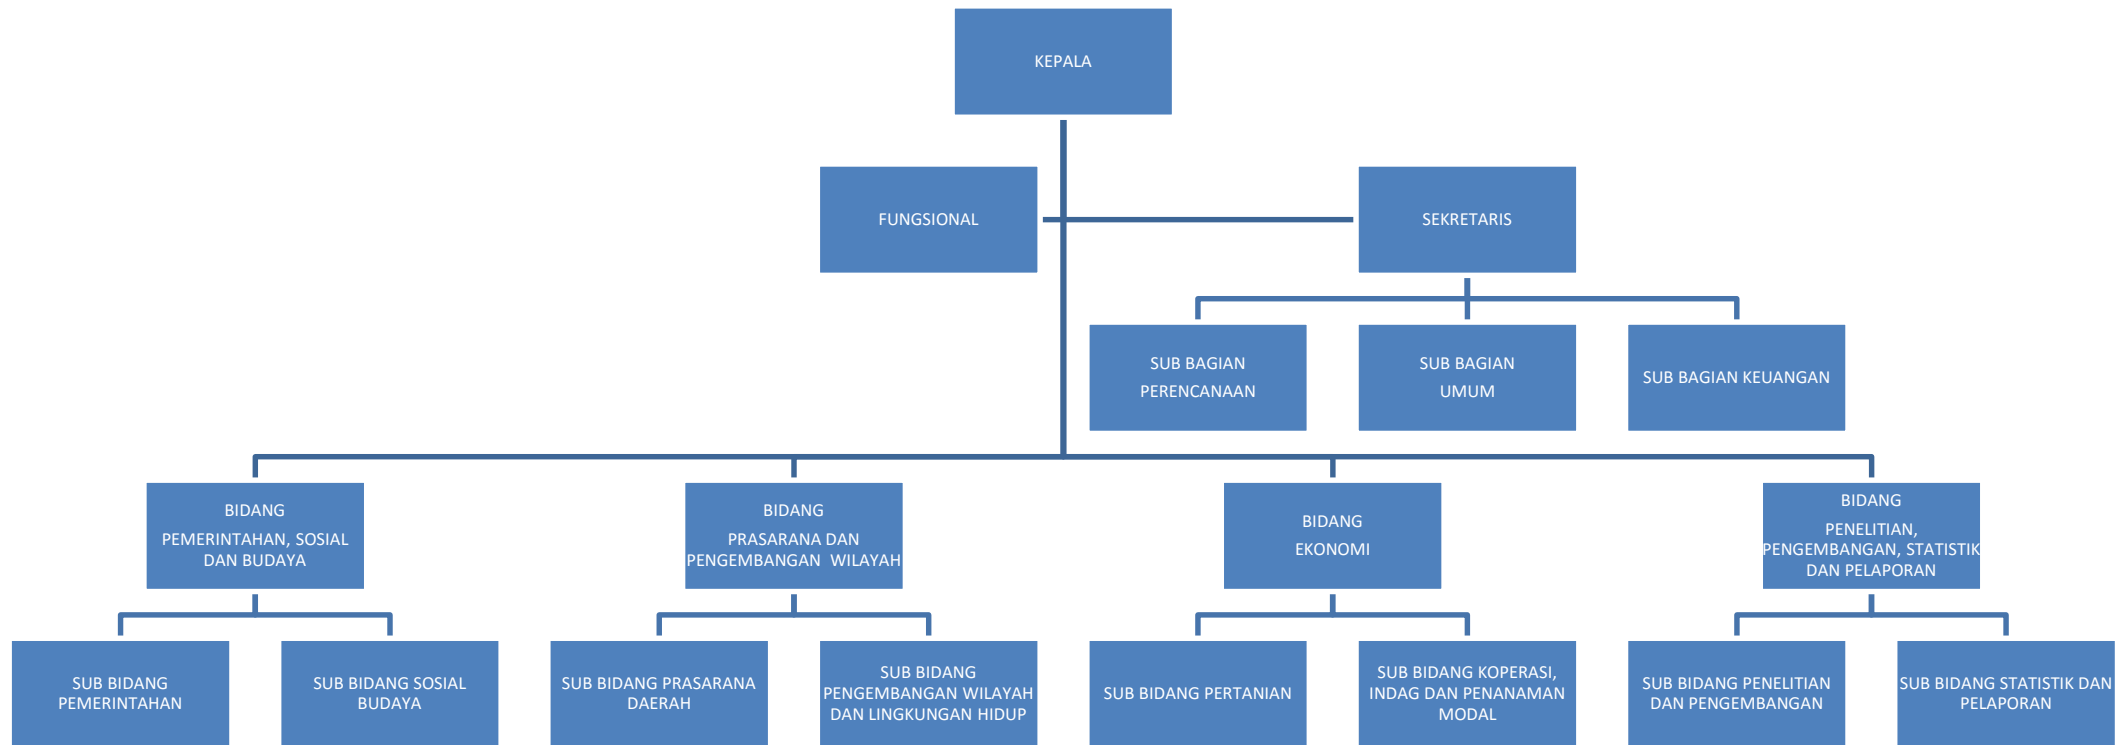 KEPALA
FUNGSIONAL
SEKRETARIS
SUB BAGIAN
PERENCANAAN
SUB BAGIAN
UMUM
SUB BAGIAN KEUANGAN
BIDANG
PEMERINTAHAN, SOSIAL
DAN BUDAYA
BIDANG
PRASARANA DAN
PENGEMBANGAN WILAYAH
BIDANG
EKONOMI
BIDANG
PENELITIAN,
PENGEMBANGAN, STATISTIK
DAN PELAPORAN
SUB BIDANG
PEMERINTAHAN
SUB BIDANG SOSIAL
BUDAYA
SUB BIDANG PRASARANA
DAERAH
SUB BIDANG
PENGEMBANGAN WILAYAH
DAN LINGKUNGAN HIDUP
SUB BIDANG PERTANIAN
SUB BIDANG KOPERASI,
INDAG DAN PENANAMAN
MODAL
SUB BIDANG PENELITIAN
DAN PENGEMBANGAN
SUB BIDANG STATISTIK DAN
PELAPORAN